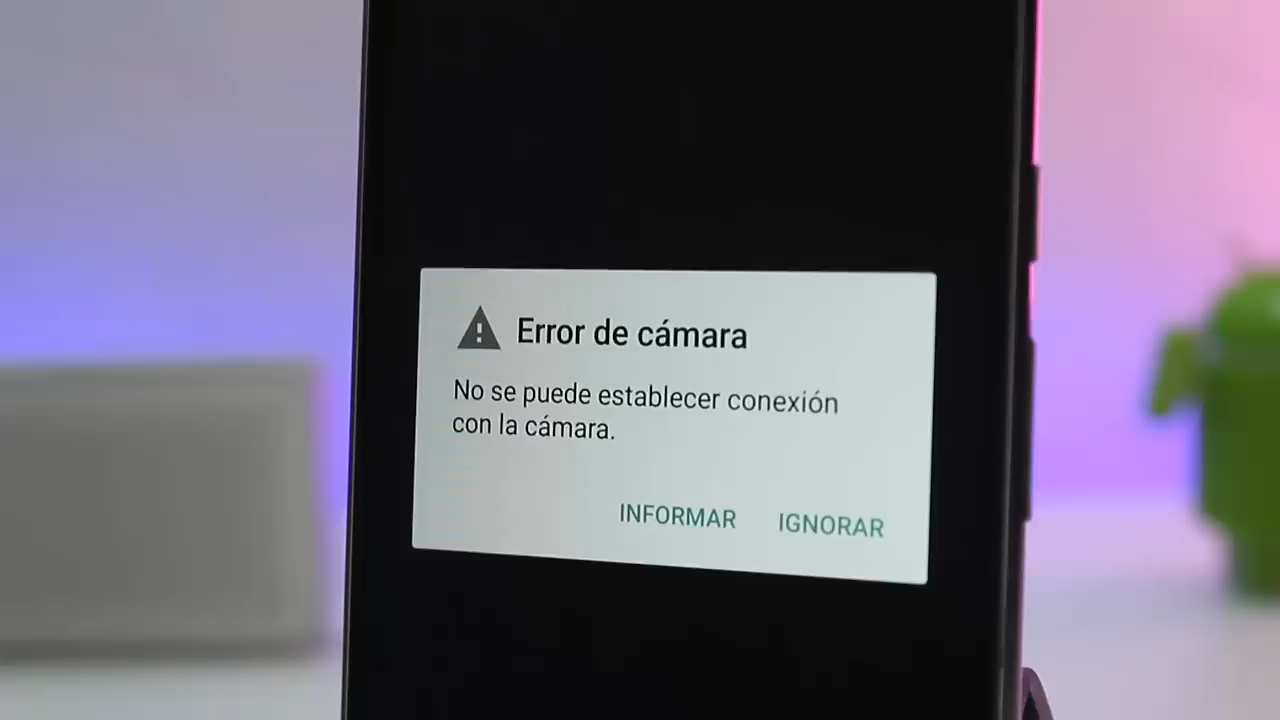 Error de cámara
No se puede establecer conexión
con la cámara.
INFORMAR IGNORAR